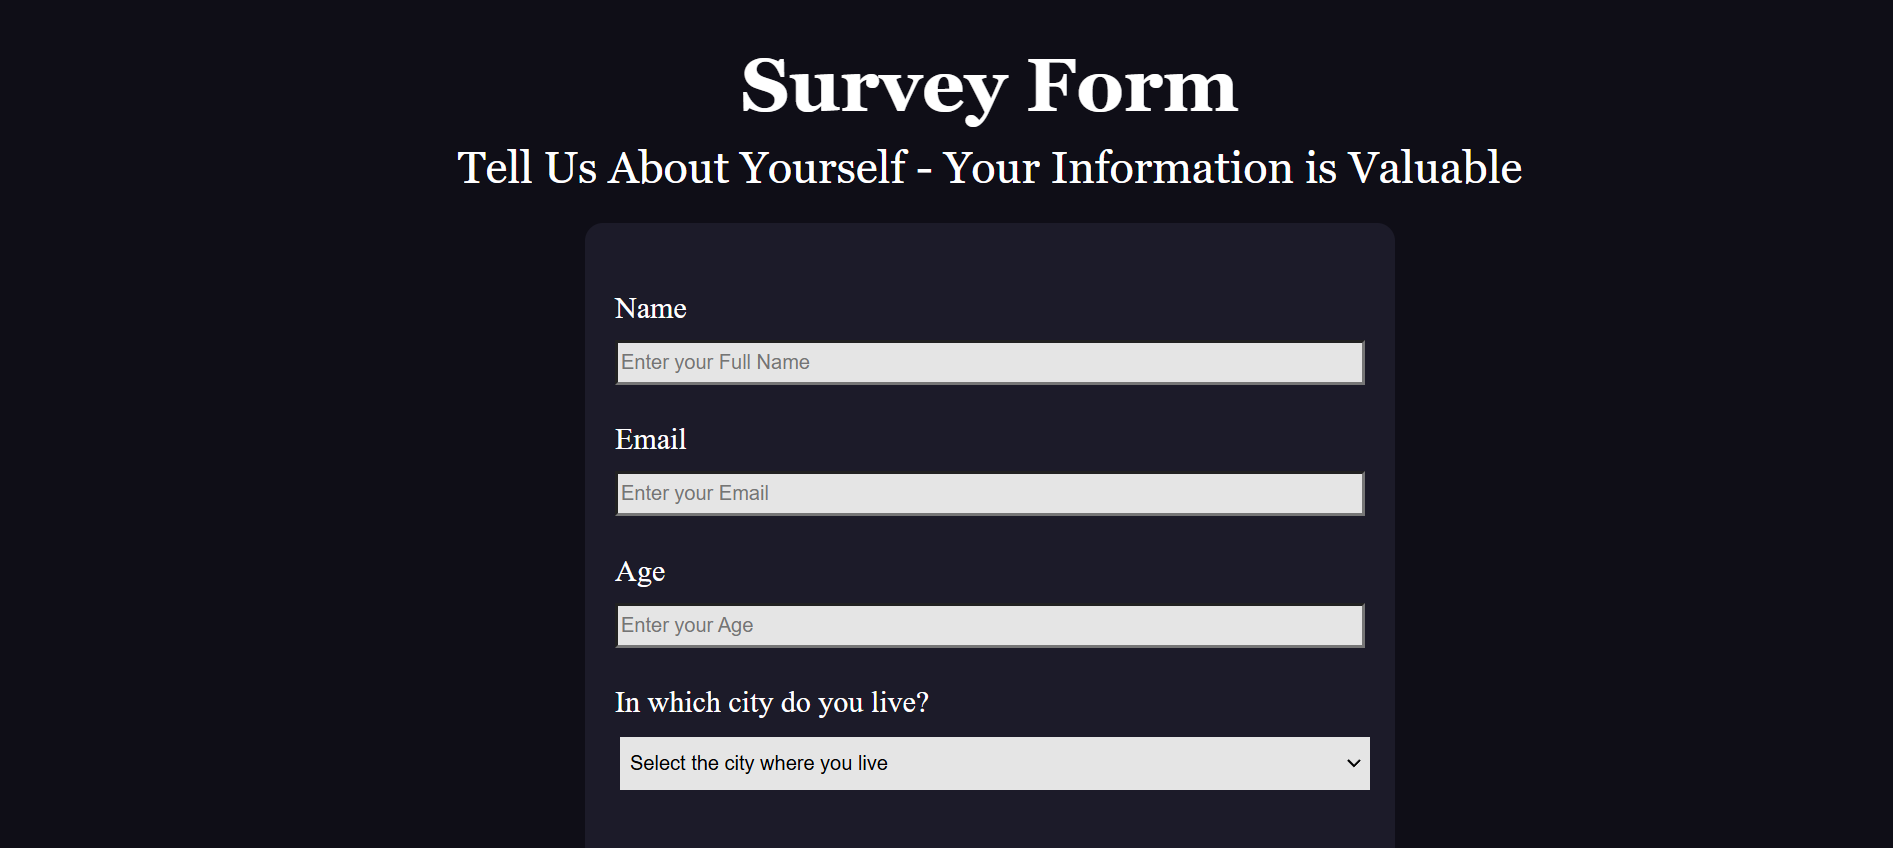 Survey Form
Tell Us About Yourself - Your Information is Valuable
Name
Enter your Full Name
Email
Enter your Email
Age
Enter your Age
In which city do you live?
Select the city where you live